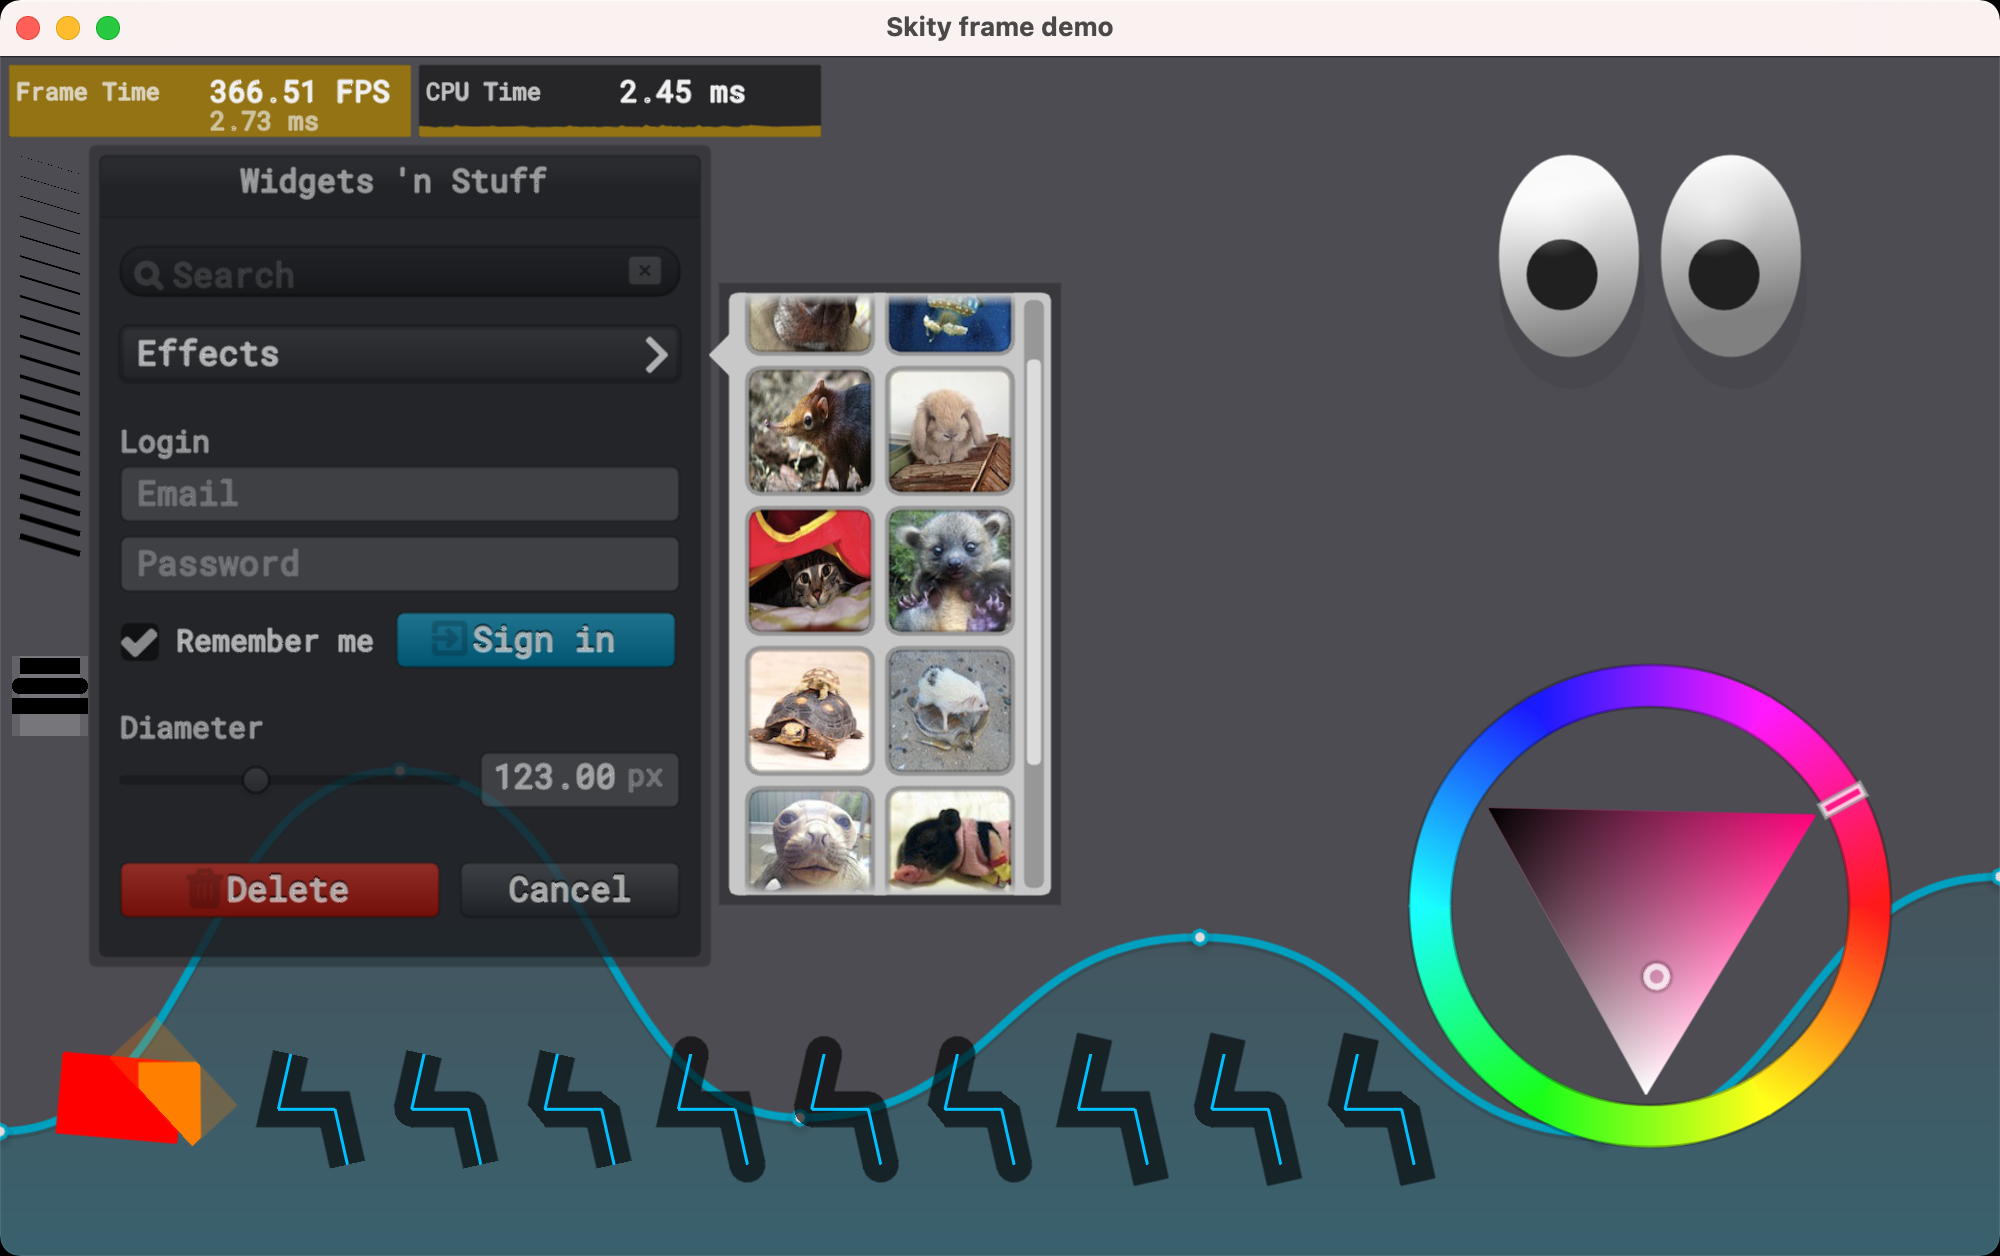 Skity frame demo
Frame Time 366.51 FPS
2.73 ms
CPU Time 2.45 ms
Widgets 'n Stuff
Search
Effects
Login
Email
Password
Remember me
Sign in
Diameter
123.00 px
Delete
Cancel